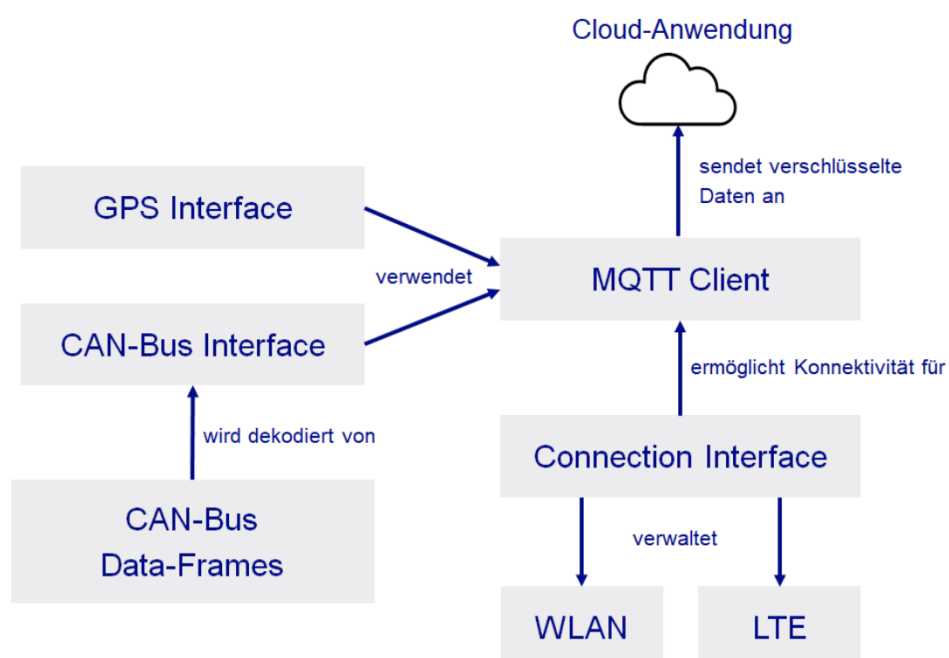 Cloud-Anwendung
sendet verschlüsselte
Daten an
GPS Interface
verwendet
MQTT Client
CAN-Bus Interface
ermöglicht Konnektivität für
wird dekodiert von
Connection Interface
CAN-Bus
Data-Frames
verwaltet
WLAN
LTE